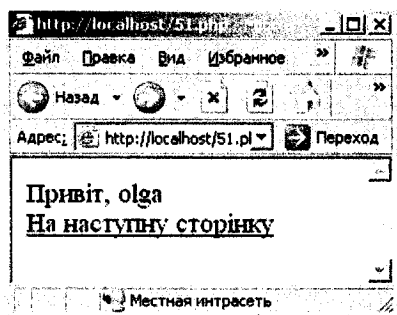 http://localhost/51.php
Файл Правка Вид Избранное »
Назад »
Адрес: http://localhost/51.pl Переход
Привіт, olga
На наступну сторінку
Местная интрасеть